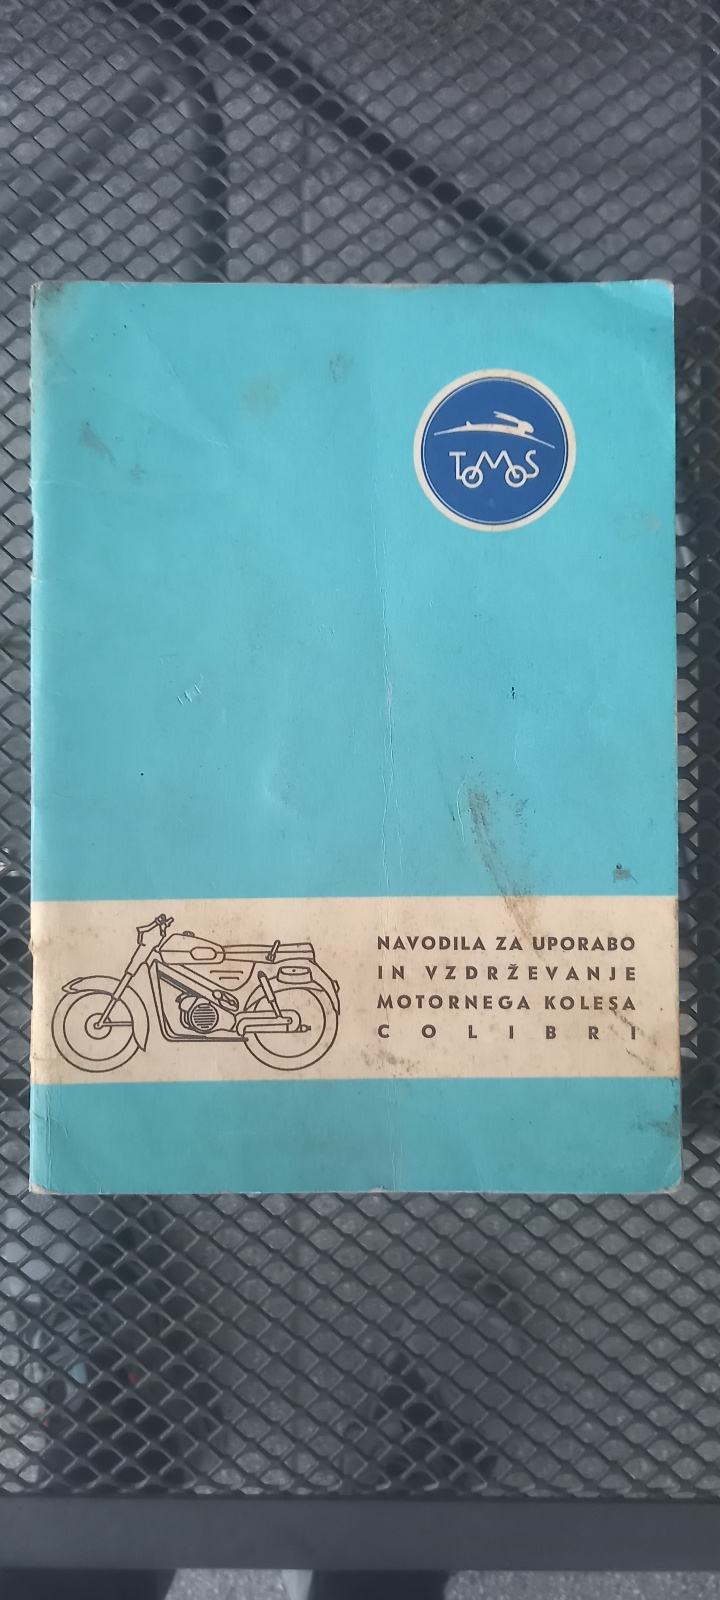 TOMOS
NAVODILA ZA UPORABO
IN VZDRŽEVANJE
MOTORNEGA KOLESA
COLIBRI